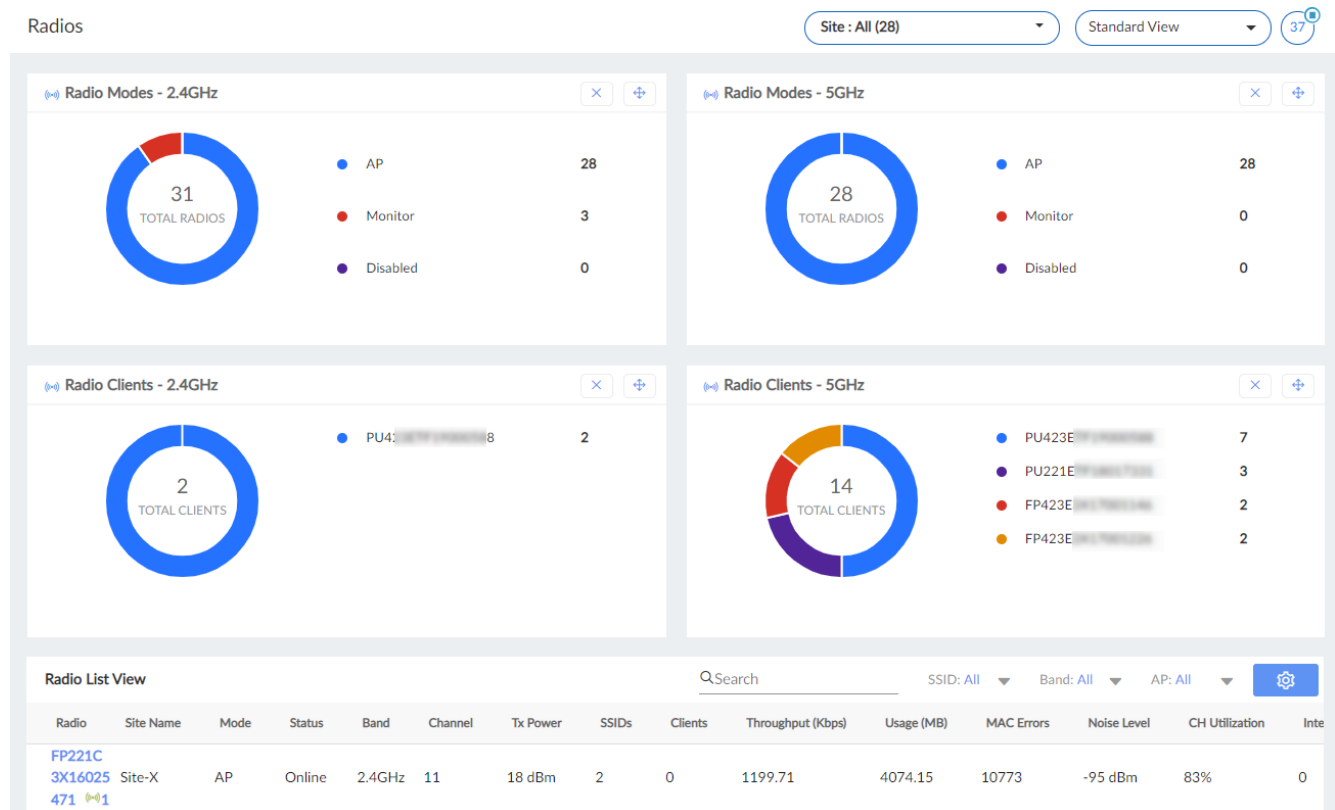 Radios
Site : All (28)
Standard View
37
Radio Modes - 2.4GHz
31
TOTAL RADIOS
AP 28
Monitor 3
Disabled 0
Radio Modes - 5GHz
28
TOTAL RADIOS
AP 28
Monitor 0
Disabled 0
Radio Clients - 2.4GHz
2
TOTAL CLIENTS
PU42 8 2
Radio Clients - 5GHz
14
TOTAL CLIENTS
PU423E 7
PU221E 3
FP423E 2
FP423E 2
Radio List View
Search
SSID: All
Band: All
AP: All
Radio Site Name Mode Status Band Channel Tx Power SSIDs Clients Throughput (Kbps) Usage (MB) MAC Errors Noise Level CH Utilization Inte
FP221C
3X16025 Site-X AP Online 2.4GHz 11 18 dBm 2 0 1199.71 4074.15 10773 -95 dBm 83% 0
471 1